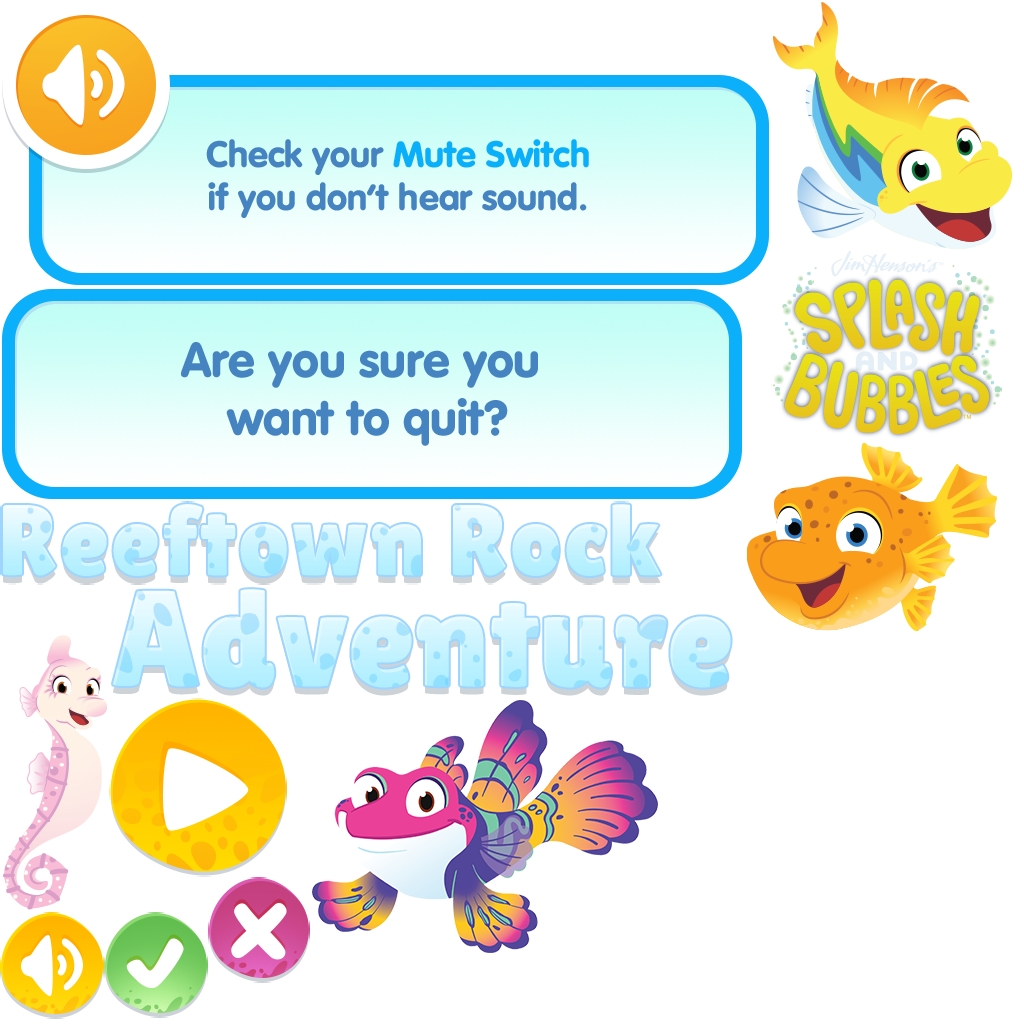 Check your Mute Switch
if you don't hear sound.
Jim Henson's
SPLASH
AND
BUBBLES
TM
Are you sure you
want to quit?
Reeftown Rock
Adventure